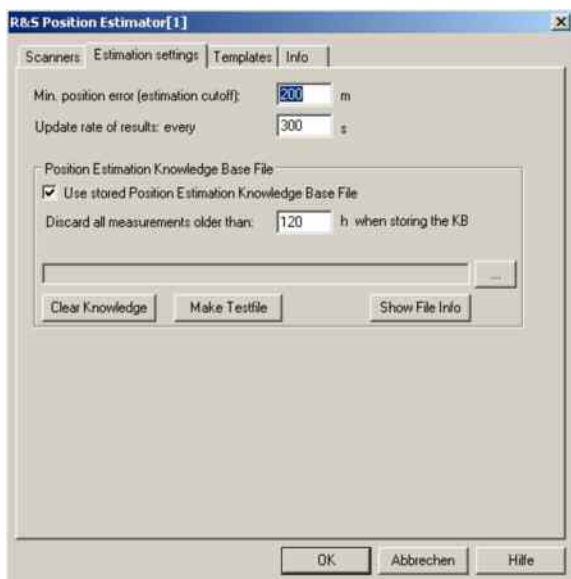 R&S Position Estimator[1]
Scanners Estimation settings Templates Info
Min. position error (estimation cutoff): 200 m
Update rate of results: every 300 s
Position Estimation Knowledge Base File
Use stored Position Estimation Knowledge Base File
Discard all measurements older than: 120 h when storing the KB
...
Clear Knowledge Make Testfile Show File Info
OK Abbrechen Hilfe